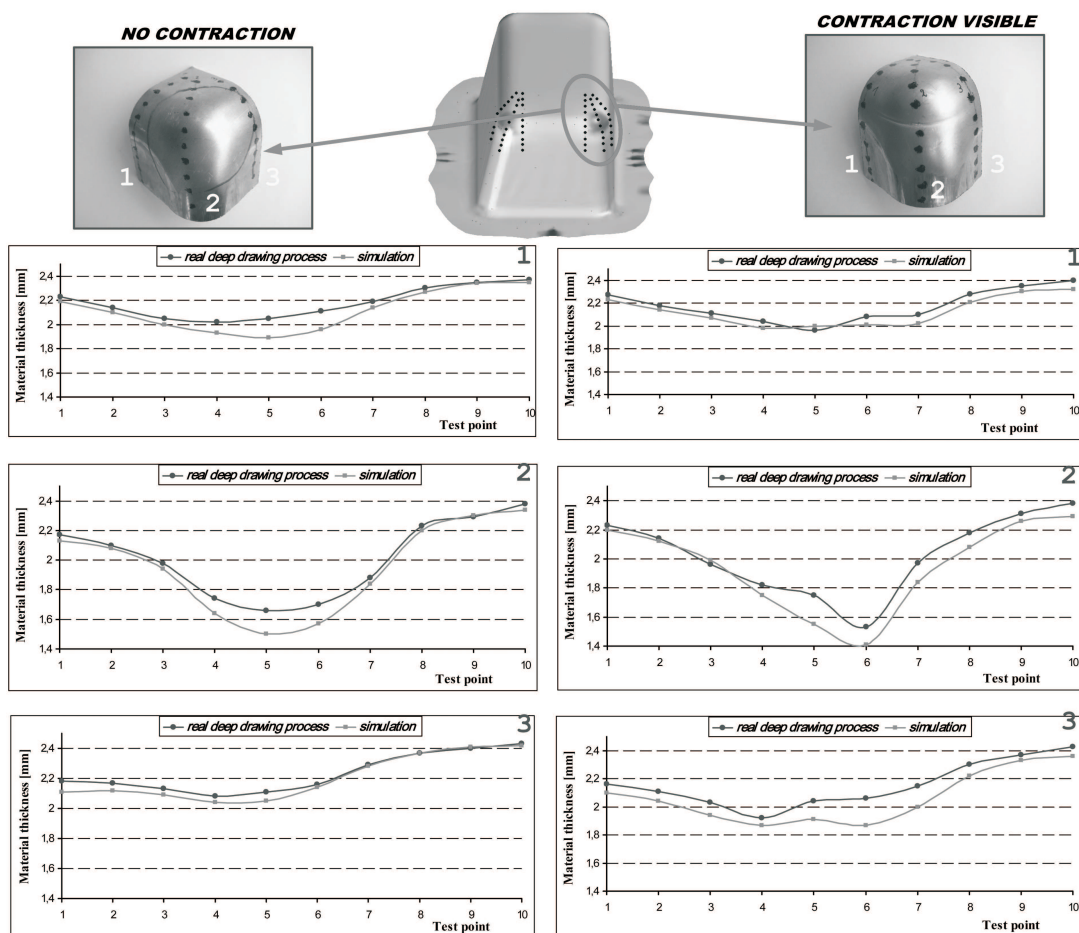 NO CONTRACTION
CONTRACTION VISIBLE
1
2
3
1
2
3
real deep drawing process simulation
1
Material thickness [mm]
2,4
2,2
2
1,8
1,6
1,4
1 2 3 4 5 6 7 8 9 10
Test point
real deep drawing process simulation
1
Material thickness [mm]
2,4
2,2
2
1,8
1,6
1,4
1 2 3 4 5 6 7 8 9 10
Test point
real deep drawing process simulation
2
Material thickness [mm]
2,4
2,2
2
1,8
1,6
1,4
1 2 3 4 5 6 7 8 9 10
Test point
real deep drawing process simulation
2
Material thickness [mm]
2,4
2,2
2
1,8
1,6
1,4
1 2 3 4 5 6 7 8 9 10
Test point
real deep drawing process simulation
3
Material thickness [mm]
2,4
2,2
2
1,8
1,6
1,4
1 2 3 4 5 6 7 8 9 10
Test point
real deep drawing process simulation
3
Material thickness [mm]
2,4
2,2
2
1,8
1,6
1,4
1 2 3 4 5 6 7 8 9 10
Test point